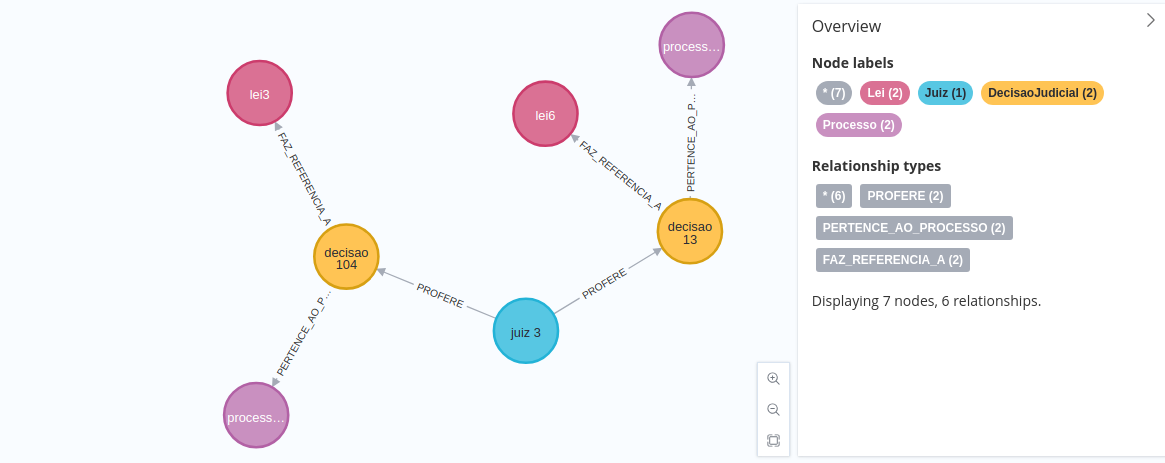 process…
lei3
lei6
FAZ_REFERENCIA_A
FAZ_REFERENCIA_A
PERTENCE_AO_P…
decisao
104
decisao
13
PROFERE
PROFERE
juiz 3
PERTENCE_AO_P…
process…
Overview
Node labels
* (7) Lei (2) Juiz (1) DecisaoJudicial (2)
Processo (2)
Relationship types
* (6) PROFERE (2)
PERTENCE_AO_PROCESSO (2)
FAZ_REFERENCIA_A (2)
Displaying 7 nodes, 6 relationships.